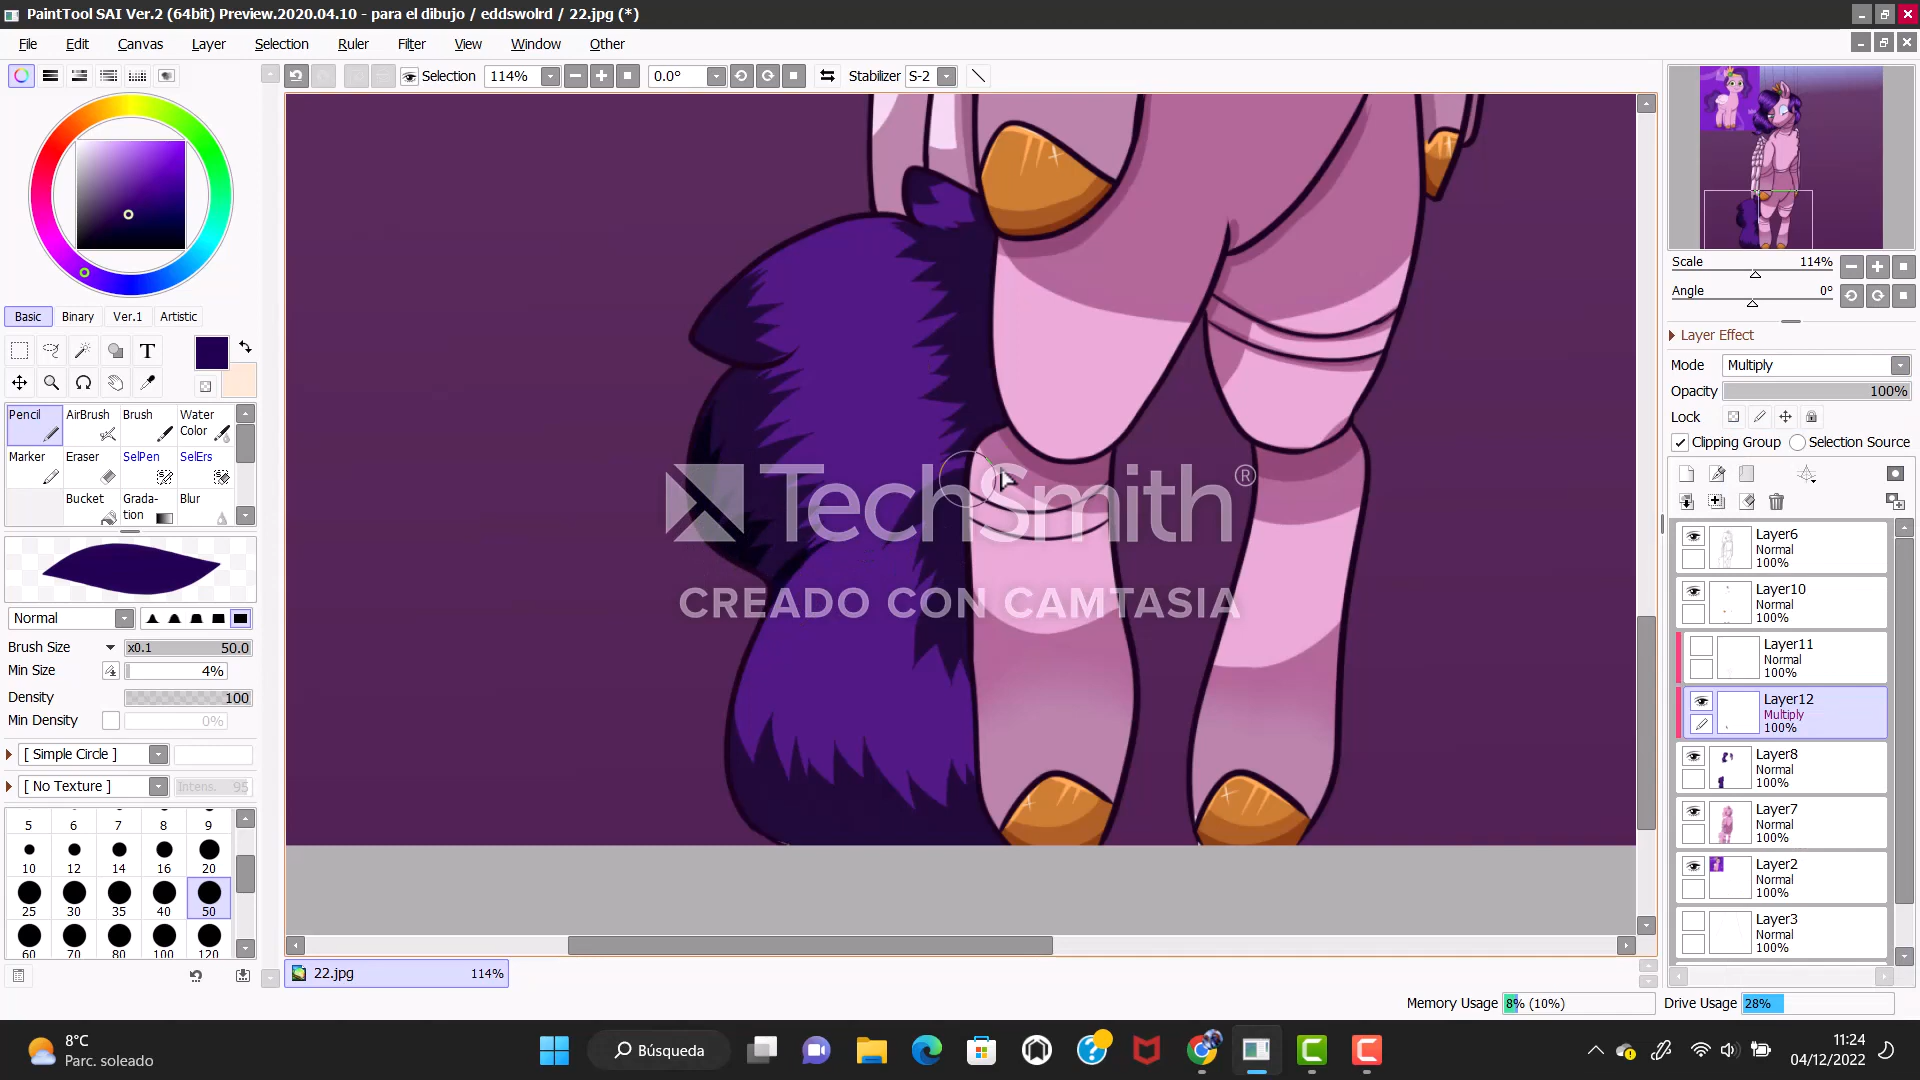 PaintTool SAI Ver.2 (64bit) Preview.2020.04.10 - para el dibujo / eddswolrd / 22.jpg (*)
File Edit Canvas Layer Selection Ruler Filter View Window Other
Selection 114% 0.0° Stabilizer S-2
Scale 114%
Angle 0°
Basic Binary Ver.1 Artistic
T
Layer Effect
Mode Multiply
Opacity 100%
Lock
Clipping Group Selection Source
Pencil AirBrush Brush Water Color
Marker Eraser SelPen SelErs
Bucket Gradation Blur
Normal
Brush Size x0.1 50.0
Min Size 4%
Density 100
Min Density 0%
[ Simple Circle ]
[ No Texture ] Intens. 95
5 6 7 8 9
10 12 14 16 20
25 30 35 40 50
60 70 80 100 120
TechSmith®
CREADO CON CAMTASIA
Layer6
Normal
100%
Layer10
Normal
100%
Layer11
Normal
100%
Layer12
Multiply
100%
Layer8
Normal
100%
Layer7
Normal
100%
Layer2
Normal
100%
Layer3
Normal
100%
22.jpg 114%
Memory Usage 8% (10%) Drive Usage 28%
8°C
Parc. soleado
Búsqueda
11:24
04/12/2022